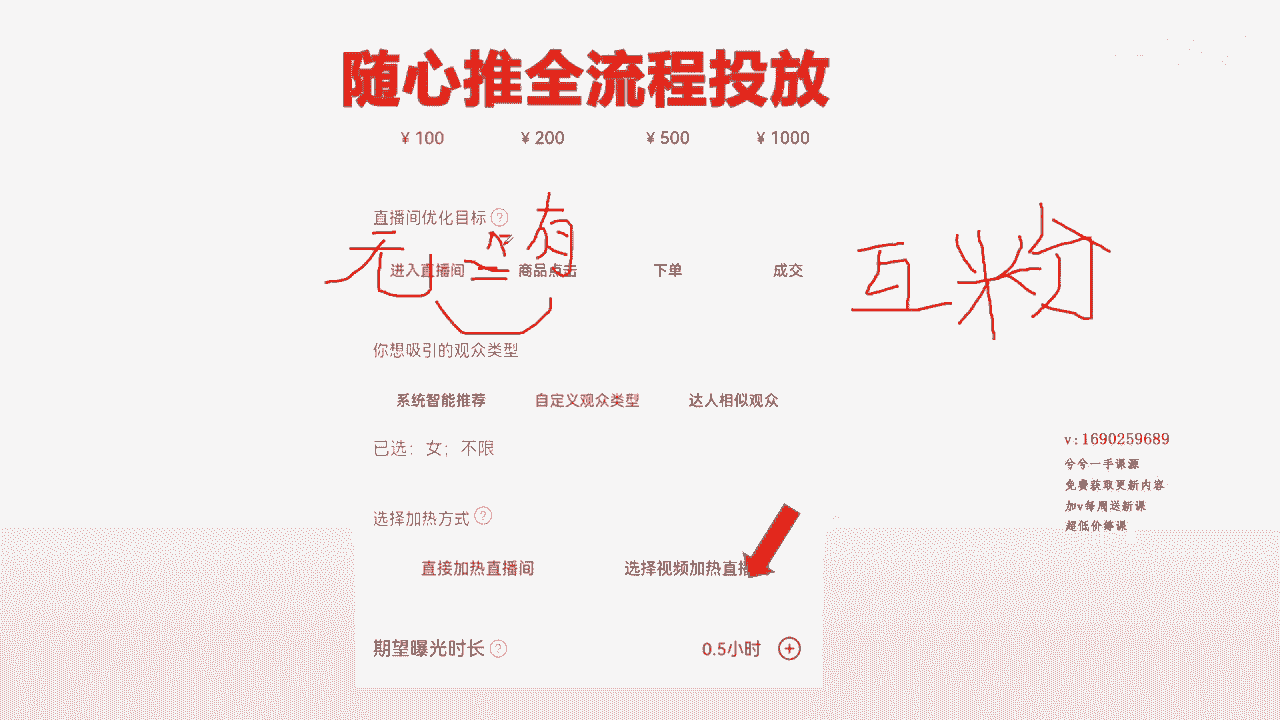 随心推全流程投放
¥ 100 ¥ 200 ¥ 500 ¥ 1000
直播间优化目标 ?
无 二 有
进入直播间 商品点击 下单 成交
互粉
你想吸引的观众类型
系统智能推荐 自定义观众类型 达人相似观众
已选：女；不限
v:1690259689
兮兮一手课源
免费获取更新内容
加v每周送新课
超低价筹课
选择加热方式 ?
直接加热直播间 选择视频加热直播
期望曝光时长 ? 0.5小时 +